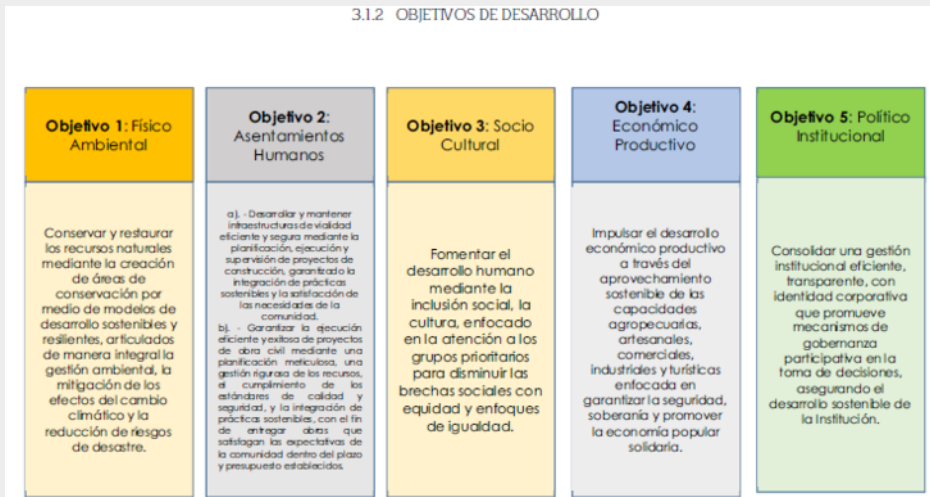 3.1.2 OBJETIVOS DE DESARROLLO
Objetivo 1: Físico
Ambiental
Conservar y restaurar
los recursos naturales
mediante la creación
de áreas de
conservación por
medio de modelos de
desarrollo sostenibles y
resilientes, articulados
de manera integral la
gestión ambiental, la
mitigación de los
efectos del cambio
climático y la
reducción de riesgos
de desastre.
Objetivo 2:
Asentamientos
Humanos
a). - Desarrollar y mantener
infraestructuras de vialidad
eficiente y segura mediante la
planificación, ejecución y
supervisión de proyectos de
construcción, garantizado la
integración de prácticas
sostenibles y la satisfacción de
las necesidades de la
comunidad.
b). - Garantizar la ejecución
eficiente y exitosa de proyectos
de obra civil mediante una
planificación meticulosa, una
gestión rigurosa de los recursos,
el cumplimiento de los
estándares de calidad y
seguridad, y la integración de
prácticas sostenibles, con el fin
de entregar obras que
satisfagan las expectativas de
la comunidad dentro del plazo
y presupuesto establecidos.
Objetivo 3: Socio
Cultural
Fomentar el
desarrollo humano
mediante la
inclusión social, la
cultura, enfocado
en la atención a los
grupos prioritarios
para disminuir las
brechas sociales con
equidad y enfoques
de igualdad.
Objetivo 4:
Económico
Productivo
Impulsar el desarrollo
económico productivo
a través del
aprovechamiento
sostenible de las
capacidades
agropecuarias,
artesanales,
comerciales,
industriales y turísticas
enfocada en
garantizar la seguridad,
soberanía y promover
la economía popular
solidaria.
Objetivo 5: Político
Institucional
Consolidar una gestión
institucional eficiente,
transparente, con
identidad corporativa
que promueve
mecanismos de
gobernanza
participativa en la
toma de decisiones,
asegurando el
desarrollo sostenible de
la Institución.